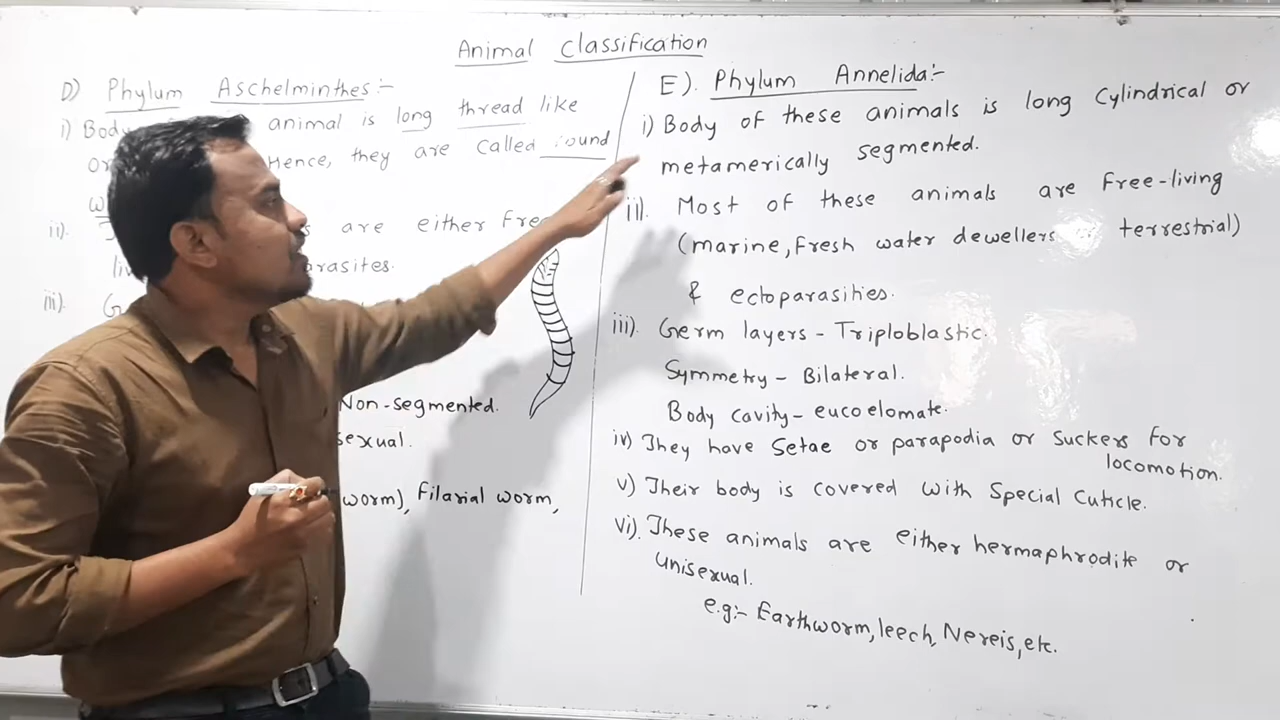 Animal Classification
D) Phylum Aschelminthes:-
i) Body animal is long thread like
Hence, they are called round
ii). are either Free
iii).
Non-segmented.
sexual.
worm), Filarial worm,
E). Phylum Annelida:-
i) Body of these animals is long Cylindrical or
metamerically segmented.
ii). Most of these animals are Free-living
(marine, Fresh water dewellers terrestrial)
& ectoparasities.
iii). Germ layers - Triploblastic.
Symmetry - Bilateral.
Body cavity - eucoelomate.
iv) They have Setae or parapodia or Suckers for
locomotion.
v) Their body is covered with Special Cuticle.
vi). These animals are either hermaphrodite or
Unisexual.
e.g:- Earthworm, leech, Nereis, etc.